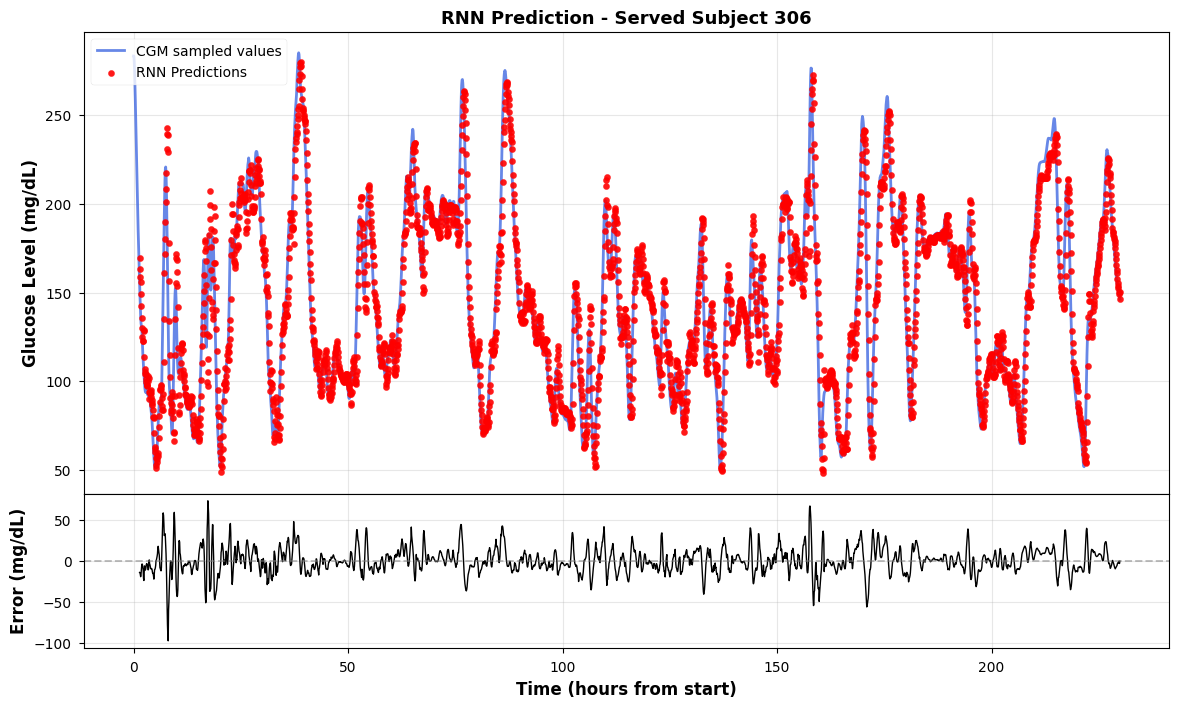 RNN Prediction - Served Subject 306
CGM sampled values
RNN Predictions
Glucose Level (mg/dL)
250
200
150
100
50
Error (mg/dL)
50
0
−50
−100
0
50
100
150
200
Time (hours from start)